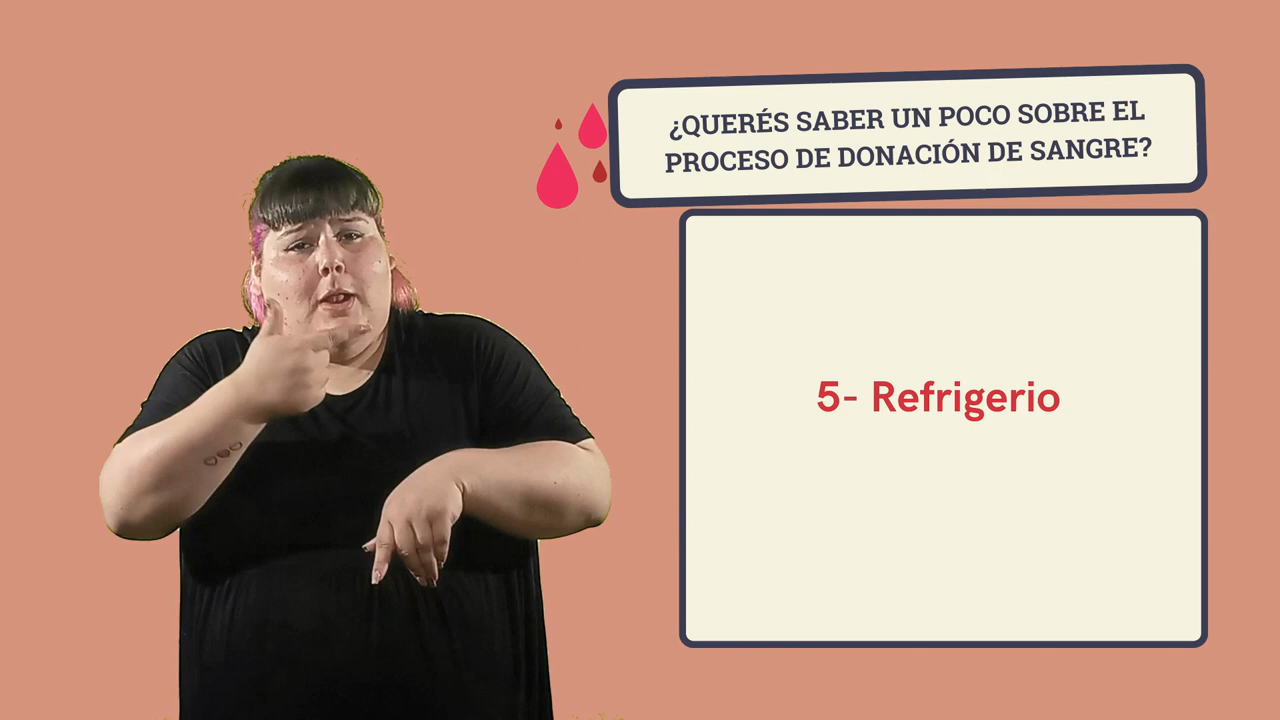 ¿QUERÉS SABER UN POCO SOBRE EL
PROCESO DE DONACIÓN DE SANGRE?
5- Refrigerio